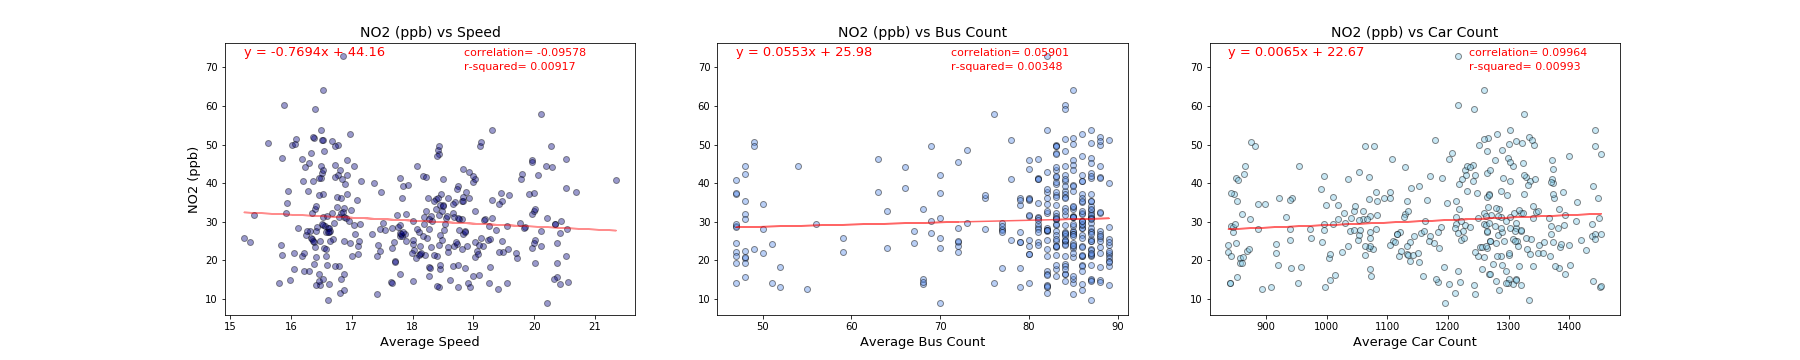 NO2 (ppb) vs Speed
y = -0.7694x + 44.16
correlation= -0.09578
r-squared= 0.00917
NO2 (ppb)
70
60
50
40
30
20
10
15 16 17 18 19 20 21
Average Speed
NO2 (ppb) vs Bus Count
y = 0.0553x + 25.98
correlation= 0.05901
r-squared= 0.00348
70
60
50
40
30
20
10
50 60 70 80 90
Average Bus Count
NO2 (ppb) vs Car Count
y = 0.0065x + 22.67
correlation= 0.09964
r-squared= 0.00993
70
60
50
40
30
20
10
900 1000 1100 1200 1300 1400
Average Car Count